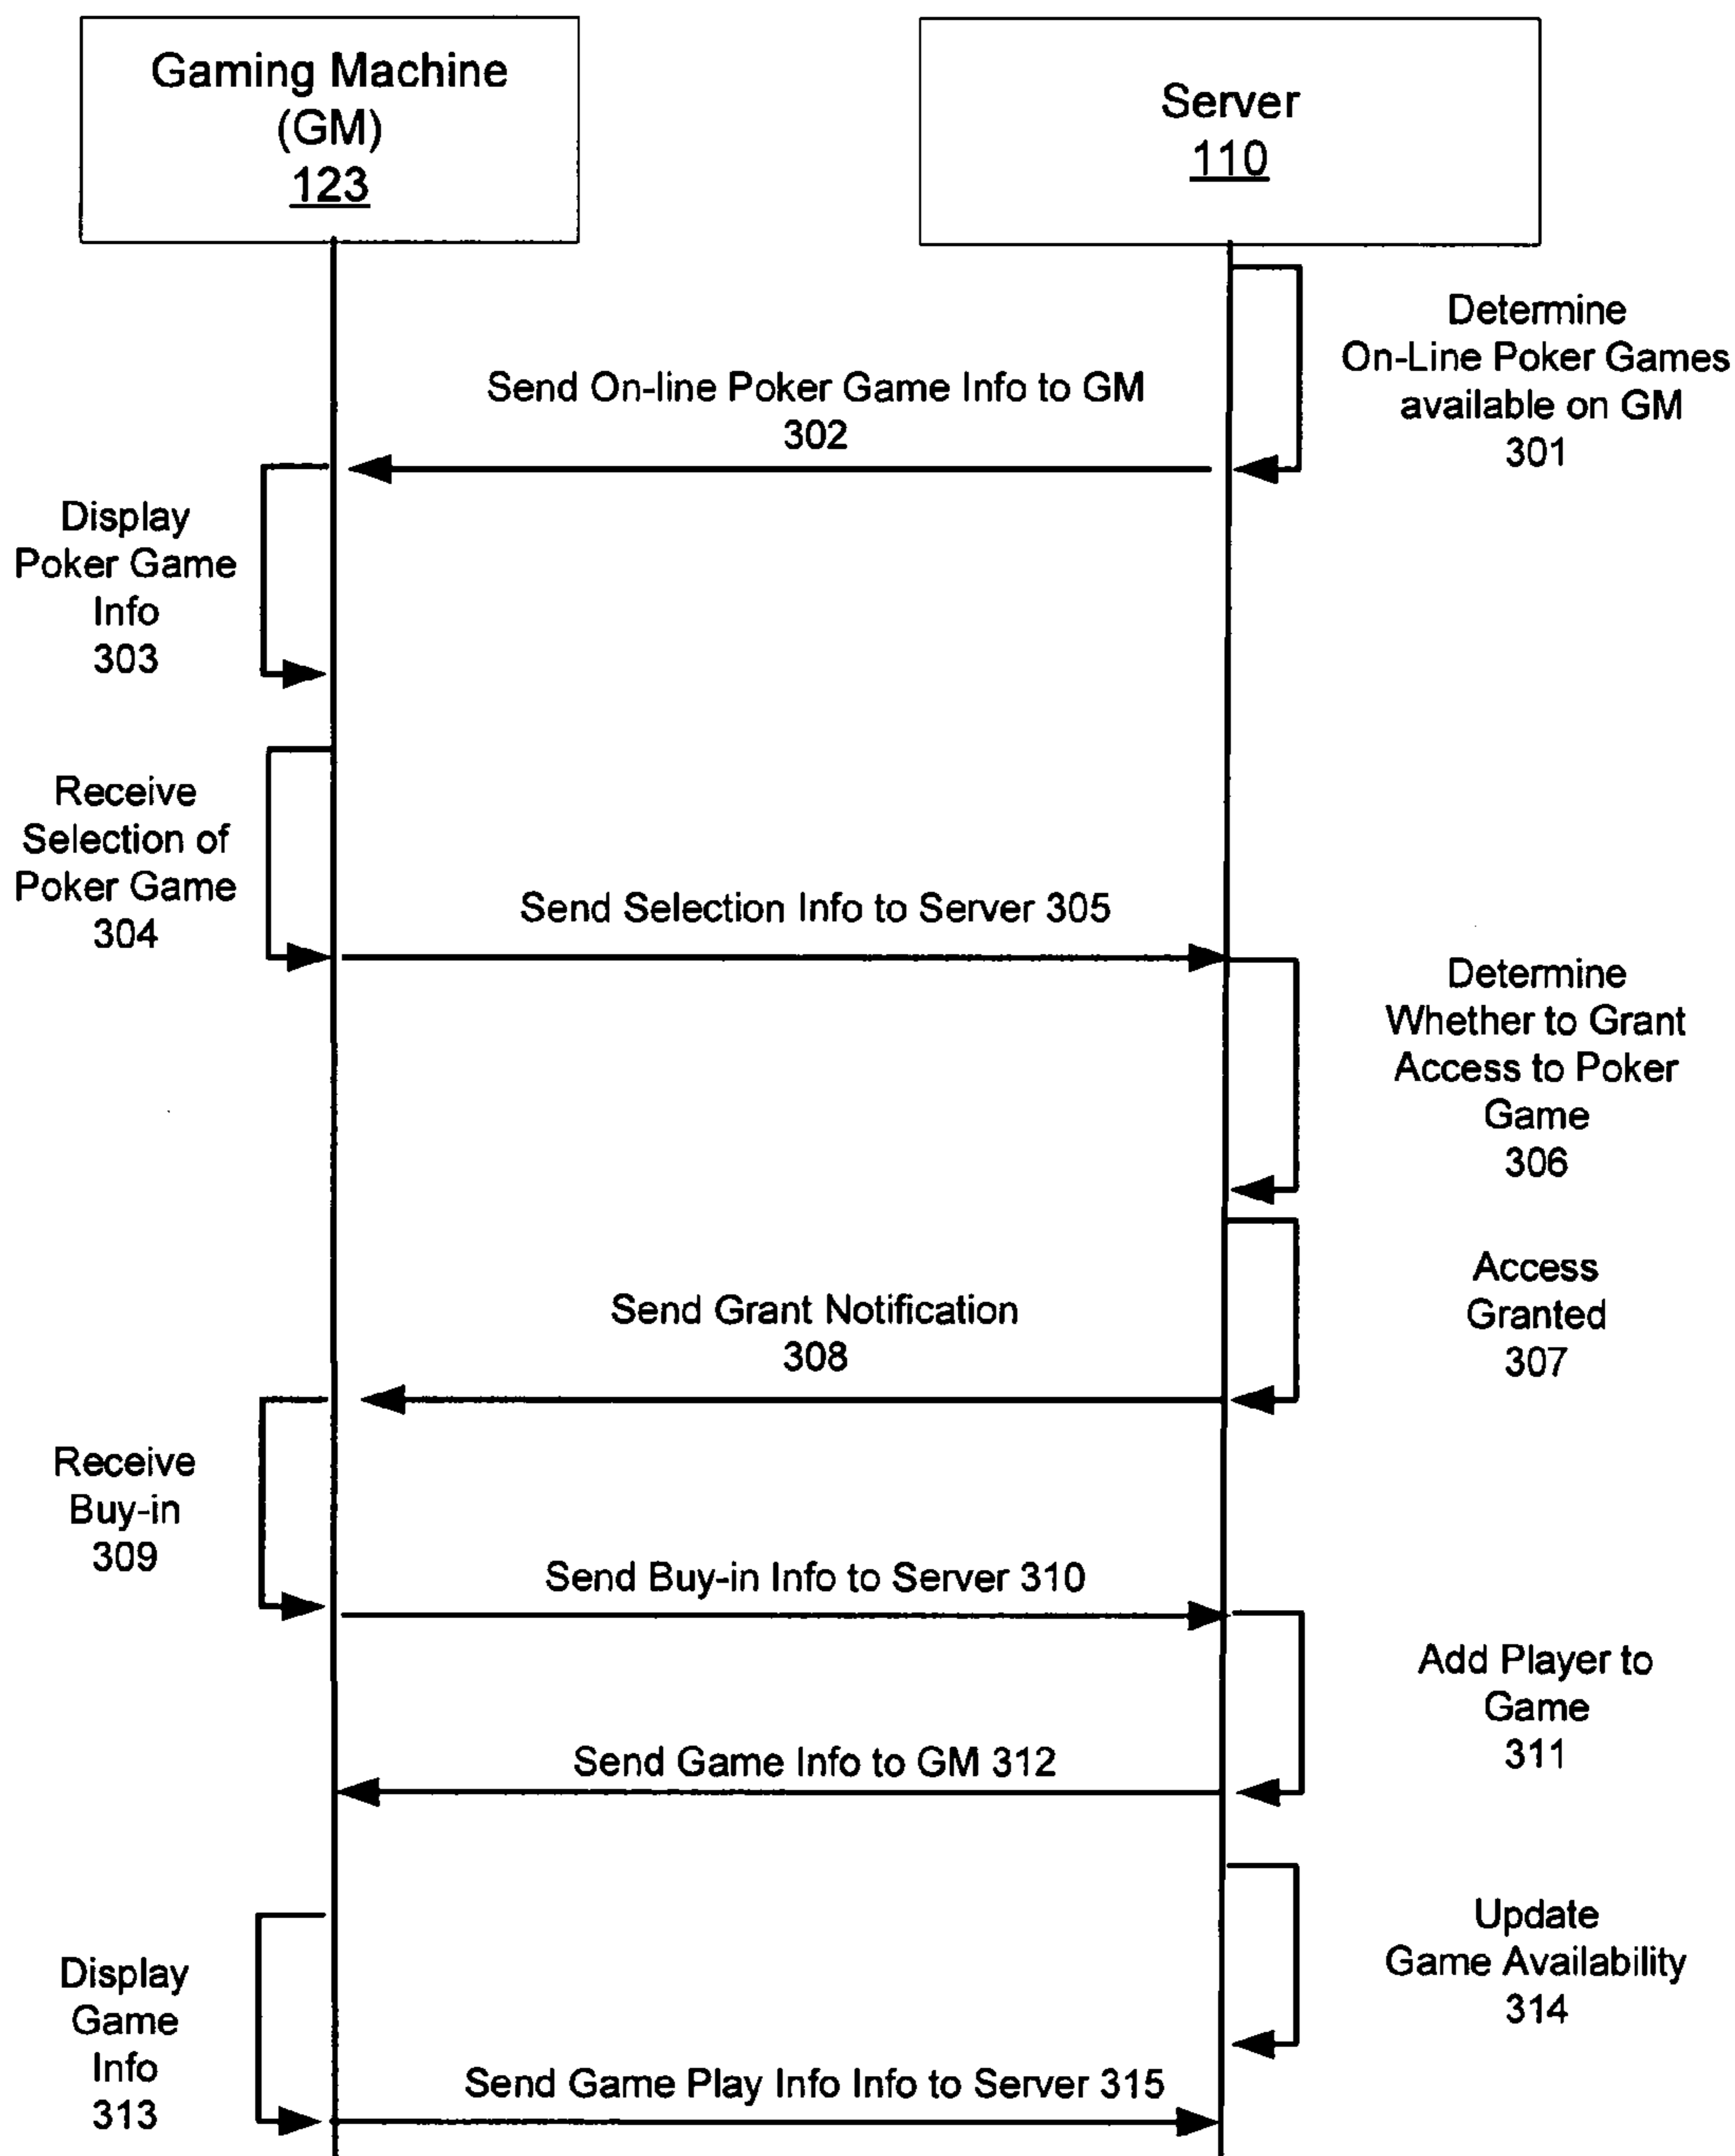 Gaming Machine
(GM)
123
Server
110
Determine
On-Line Poker Games
available on GM
301
Send On-line Poker Game Info to GM
302
Display
Poker Game
Info
303
Receive
Selection of
Poker Game
304
Send Selection Info to Server 305
Determine
Whether to Grant
Access to Poker
Game
306
Access
Granted
307
Send Grant Notification
308
Receive
Buy-in
309
Send Buy-in Info to Server 310
Add Player to
Game
311
Send Game Info to GM 312
Update
Game Availability
314
Display
Game
Info
313
Send Game Play Info Info to Server 315